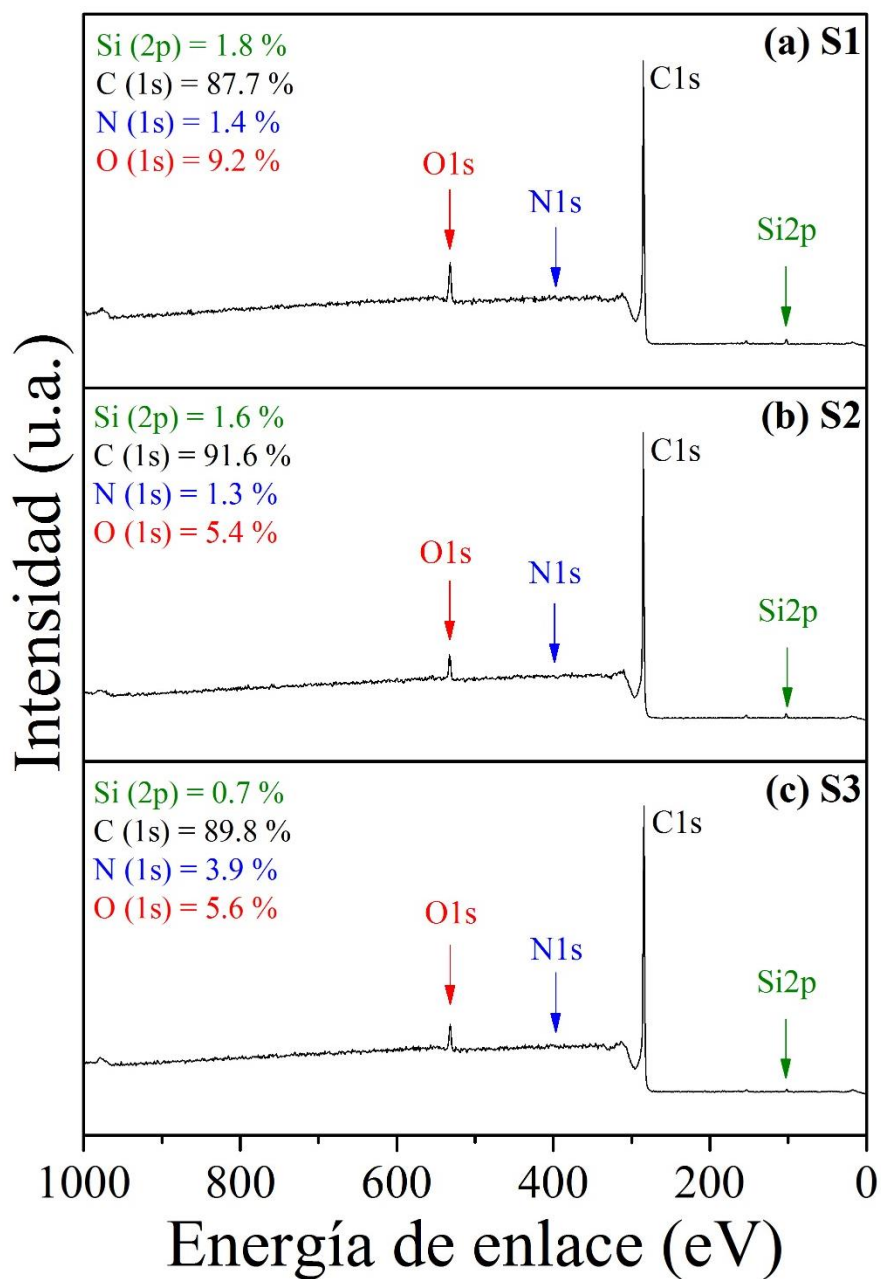 Intensidad (u.a.)
Si (2p) = 1.8 %
C (1s) = 87.7 %
N (1s) = 1.4 %
O (1s) = 9.2 %
(a) S1
C1s
O1s
N1s
Si2p
Si (2p) = 1.6 %
C (1s) = 91.6 %
N (1s) = 1.3 %
O (1s) = 5.4 %
(b) S2
C1s
O1s
N1s
Si2p
Si (2p) = 0.7 %
C (1s) = 89.8 %
N (1s) = 3.9 %
O (1s) = 5.6 %
(c) S3
C1s
O1s
N1s
Si2p
1000 800 600 400 200 0
Energía de enlace (eV)